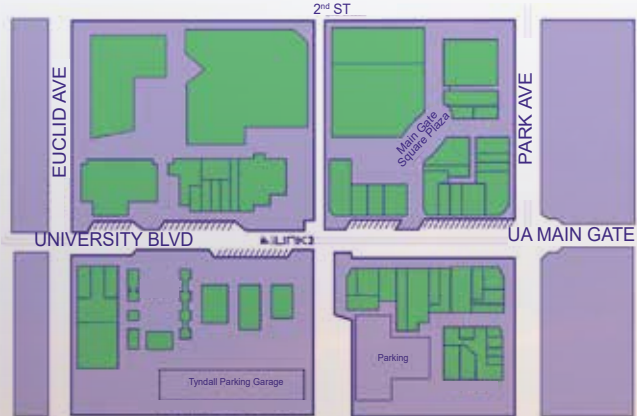 2nd ST
EUCLID AVE
PARK AVE
Main Gate
Square Plaza
UNIVERSITY BLVD
UA MAIN GATE
Parking
Tyndall Parking Garage